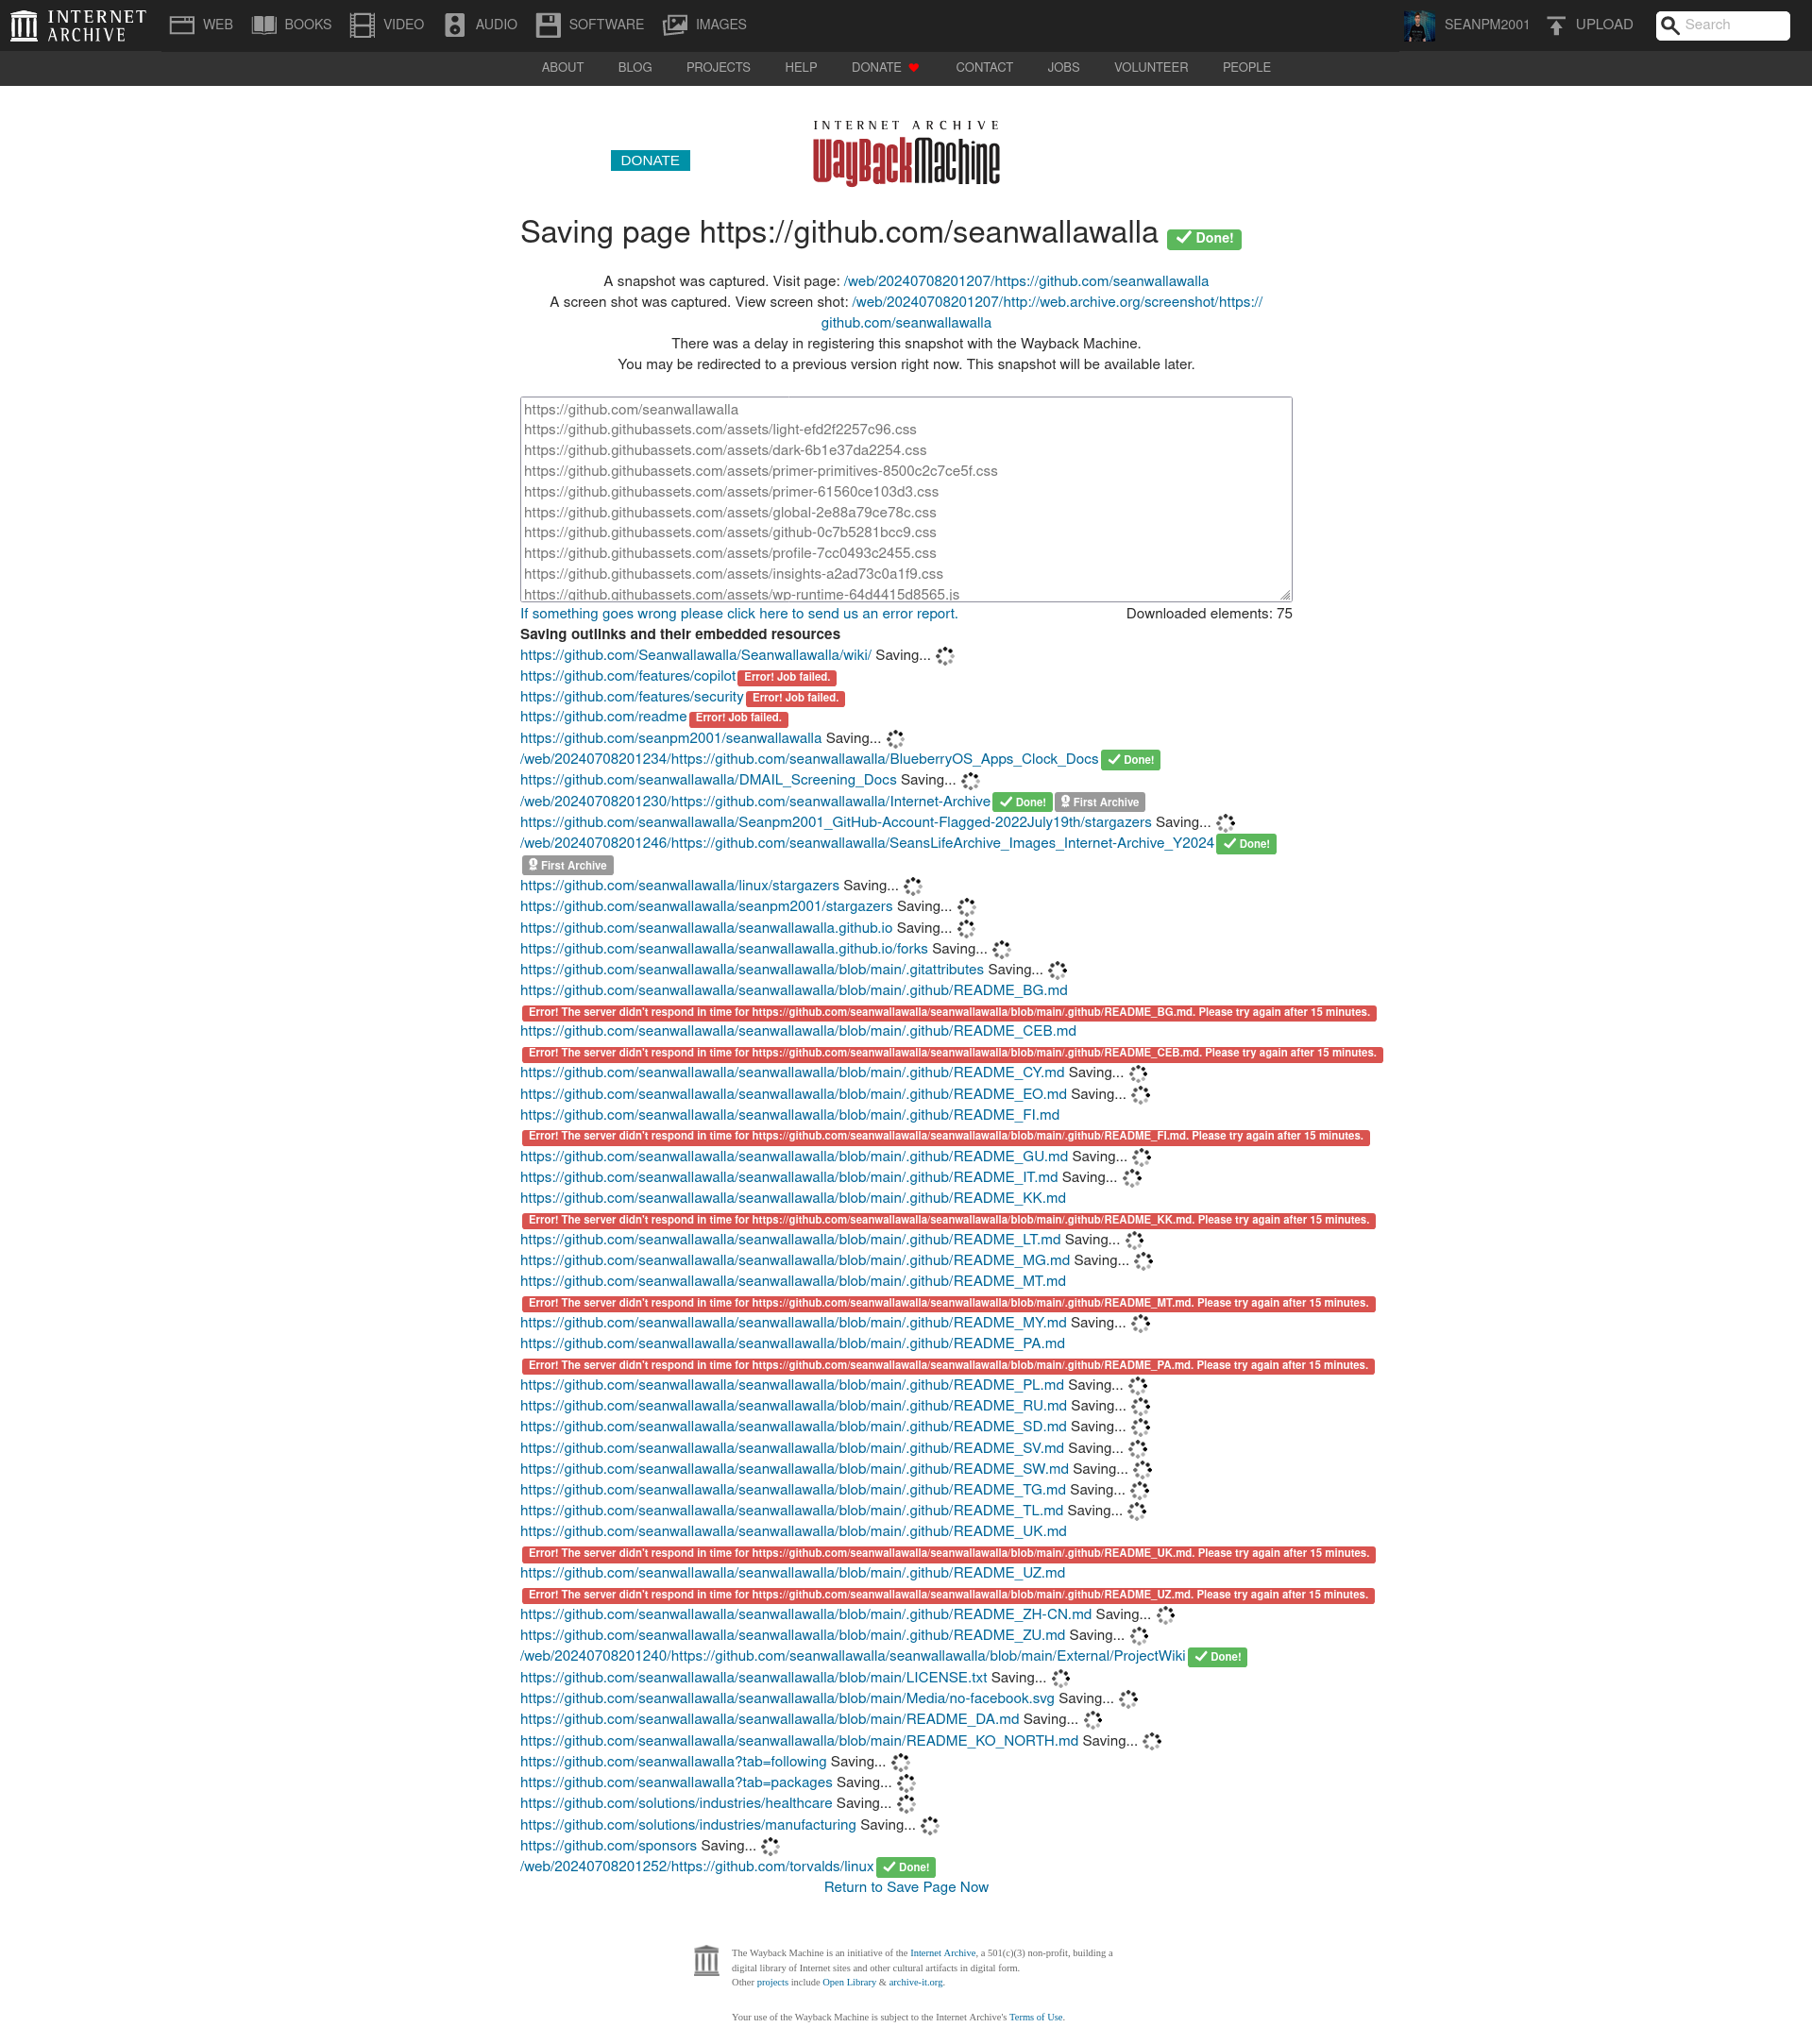 INTERNET ARCHIVE
WEB BOOKS VIDEO AUDIO SOFTWARE IMAGES SEANPM2001 UPLOAD Search
ABOUT BLOG PROJECTS HELP DONATE CONTACT JOBS VOLUNTEER PEOPLE
INTERNET ARCHIVE
DONATE WayBackMachine
Saving page https://github.com/seanwallawalla Done!
A snapshot was captured. Visit page: /web/20240708201207/https://github.com/seanwallawalla
A screen shot was captured. View screen shot: /web/20240708201207/http://web.archive.org/screenshot/https://
github.com/seanwallawalla
There was a delay in registering this snapshot with the Wayback Machine.
You may be redirected to a previous version right now. This snapshot will be available later.
https://github.com/seanwallawalla
https://github.githubassets.com/assets/light-efd2f2257c96.css
https://github.githubassets.com/assets/dark-6b1e37da2254.css
https://github.githubassets.com/assets/primer-primitives-8500c2c7ce5f.css
https://github.githubassets.com/assets/primer-61560ce103d3.css
https://github.githubassets.com/assets/global-2e88a79ce78c.css
https://github.githubassets.com/assets/github-0c7b5281bcc9.css
https://github.githubassets.com/assets/profile-7cc0493c2455.css
https://github.githubassets.com/assets/insights-a2ad73c0a1f9.css
https://github.githubassets.com/assets/wp-runtime-64d4415d8565.js
If something goes wrong please click here to send us an error report. Downloaded elements: 75
Saving outlinks and their embedded resources
https://github.com/Seanwallawalla/Seanwallawalla/wiki/ Saving...
https://github.com/features/copilot Error! Job failed.
https://github.com/features/security Error! Job failed.
https://github.com/readme Error! Job failed.
https://github.com/seanpm2001/seanwallawalla Saving...
/web/20240708201234/https://github.com/seanwallawalla/BlueberryOS_Apps_Clock_Docs Done!
https://github.com/seanwallawalla/DMAIL_Screening_Docs Saving...
/web/20240708201230/https://github.com/seanwallawalla/Internet-Archive Done! First Archive
https://github.com/seanwallawalla/Seanpm2001_GitHub-Account-Flagged-2022July19th/stargazers Saving...
/web/20240708201246/https://github.com/seanwallawalla/SeansLifeArchive_Images_Internet-Archive_Y2024 Done!
First Archive
https://github.com/seanwallawalla/linux/stargazers Saving...
https://github.com/seanwallawalla/seanpm2001/stargazers Saving...
https://github.com/seanwallawalla/seanwallawalla.github.io Saving...
https://github.com/seanwallawalla/seanwallawalla.github.io/forks Saving...
https://github.com/seanwallawalla/seanwallawalla/blob/main/.gitattributes Saving...
https://github.com/seanwallawalla/seanwallawalla/blob/main/.github/README_BG.md
Error! The server didn't respond in time for https://github.com/seanwallawalla/seanwallawalla/blob/main/.github/README_BG.md. Please try again after 15 minutes.
https://github.com/seanwallawalla/seanwallawalla/blob/main/.github/README_CEB.md
Error! The server didn't respond in time for https://github.com/seanwallawalla/seanwallawalla/blob/main/.github/README_CEB.md. Please try again after 15 minutes.
https://github.com/seanwallawalla/seanwallawalla/blob/main/.github/README_CY.md Saving...
https://github.com/seanwallawalla/seanwallawalla/blob/main/.github/README_EO.md Saving...
https://github.com/seanwallawalla/seanwallawalla/blob/main/.github/README_FI.md
Error! The server didn't respond in time for https://github.com/seanwallawalla/seanwallawalla/blob/main/.github/README_FI.md. Please try again after 15 minutes.
https://github.com/seanwallawalla/seanwallawalla/blob/main/.github/README_GU.md Saving...
https://github.com/seanwallawalla/seanwallawalla/blob/main/.github/README_IT.md Saving...
https://github.com/seanwallawalla/seanwallawalla/blob/main/.github/README_KK.md
Error! The server didn't respond in time for https://github.com/seanwallawalla/seanwallawalla/blob/main/.github/README_KK.md. Please try again after 15 minutes.
https://github.com/seanwallawalla/seanwallawalla/blob/main/.github/README_LT.md Saving...
https://github.com/seanwallawalla/seanwallawalla/blob/main/.github/README_MG.md Saving...
https://github.com/seanwallawalla/seanwallawalla/blob/main/.github/README_MT.md
Error! The server didn't respond in time for https://github.com/seanwallawalla/seanwallawalla/blob/main/.github/README_MT.md. Please try again after 15 minutes.
https://github.com/seanwallawalla/seanwallawalla/blob/main/.github/README_MY.md Saving...
https://github.com/seanwallawalla/seanwallawalla/blob/main/.github/README_PA.md
Error! The server didn't respond in time for https://github.com/seanwallawalla/seanwallawalla/blob/main/.github/README_PA.md. Please try again after 15 minutes.
https://github.com/seanwallawalla/seanwallawalla/blob/main/.github/README_PL.md Saving...
https://github.com/seanwallawalla/seanwallawalla/blob/main/.github/README_RU.md Saving...
https://github.com/seanwallawalla/seanwallawalla/blob/main/.github/README_SD.md Saving...
https://github.com/seanwallawalla/seanwallawalla/blob/main/.github/README_SV.md Saving...
https://github.com/seanwallawalla/seanwallawalla/blob/main/.github/README_SW.md Saving...
https://github.com/seanwallawalla/seanwallawalla/blob/main/.github/README_TG.md Saving...
https://github.com/seanwallawalla/seanwallawalla/blob/main/.github/README_TL.md Saving...
https://github.com/seanwallawalla/seanwallawalla/blob/main/.github/README_UK.md
Error! The server didn't respond in time for https://github.com/seanwallawalla/seanwallawalla/blob/main/.github/README_UK.md. Please try again after 15 minutes.
https://github.com/seanwallawalla/seanwallawalla/blob/main/.github/README_UZ.md
Error! The server didn't respond in time for https://github.com/seanwallawalla/seanwallawalla/blob/main/.github/README_UZ.md. Please try again after 15 minutes.
https://github.com/seanwallawalla/seanwallawalla/blob/main/.github/README_ZH-CN.md Saving...
https://github.com/seanwallawalla/seanwallawalla/blob/main/.github/README_ZU.md Saving...
/web/20240708201240/https://github.com/seanwallawalla/seanwallawalla/blob/main/External/ProjectWiki Done!
https://github.com/seanwallawalla/seanwallawalla/blob/main/LICENSE.txt Saving...
https://github.com/seanwallawalla/seanwallawalla/blob/main/Media/no-facebook.svg Saving...
https://github.com/seanwallawalla/seanwallawalla/blob/main/README_DA.md Saving...
https://github.com/seanwallawalla/seanwallawalla/blob/main/README_KO_NORTH.md Saving...
https://github.com/seanwallawalla?tab=following Saving...
https://github.com/seanwallawalla?tab=packages Saving...
https://github.com/solutions/industries/healthcare Saving...
https://github.com/solutions/industries/manufacturing Saving...
https://github.com/sponsors Saving...
/web/20240708201252/https://github.com/torvalds/linux Done!
Return to Save Page Now
The Wayback Machine is an initiative of the Internet Archive, a 501(c)(3) non-profit, building a
digital library of Internet sites and other cultural artifacts in digital form.
Other projects include Open Library & archive-it.org.
Your use of the Wayback Machine is subject to the Internet Archive's Terms of Use.